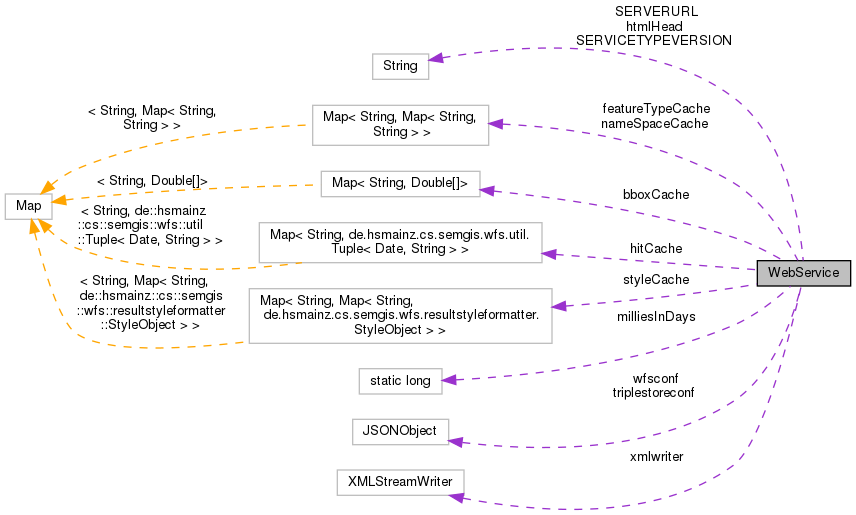 SERVERURL
htmlHead
SERVICETYPEVERSION
String
< String, Map< String,
String > >
Map< String, Map< String,
String > >
featureTypeCache
nameSpaceCache
< String, Double[]>
Map< String, Double[]>
bboxCache
Map
< String, de::hsmainz
::cs::semgis::wfs::util
::Tuple< Date, String > >
Map< String, de.hsmainz.cs.semgis.wfs.util.
Tuple< Date, String > >
hitCache
WebService
< String, Map< String,
de::hsmainz::cs::semgis
::wfs::resultstyleformatter
::StyleObject > >
Map< String, Map< String,
de.hsmainz.cs.semgis.wfs.resultstyleformatter.
StyleObject > >
styleCache
milliesInDays
static long
wfsconf
triplestoreconf
JSONObject
xmlwriter
XMLStreamWriter